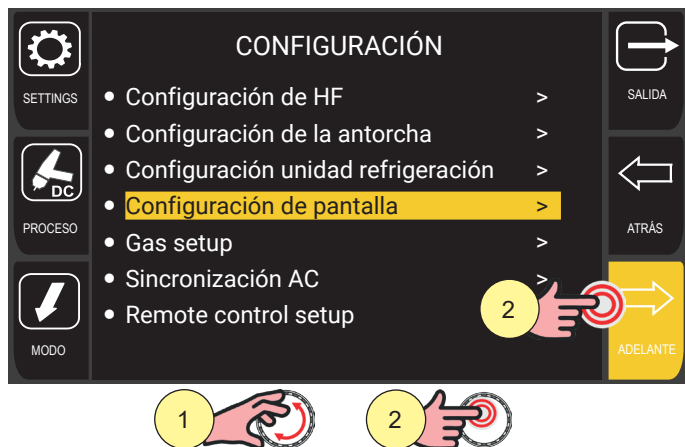 CONFIGURACIÓN
SETTINGS
• Configuración de HF >
SALIDA
• Configuración de la antorcha >
• Configuración unidad refrigeración >
DC
• Configuración de pantalla >
PROCESO
ATRÁS
• Gas setup >
• Sincronización AC >
• Remote control setup
2
MODO
ADELANTE
1
2